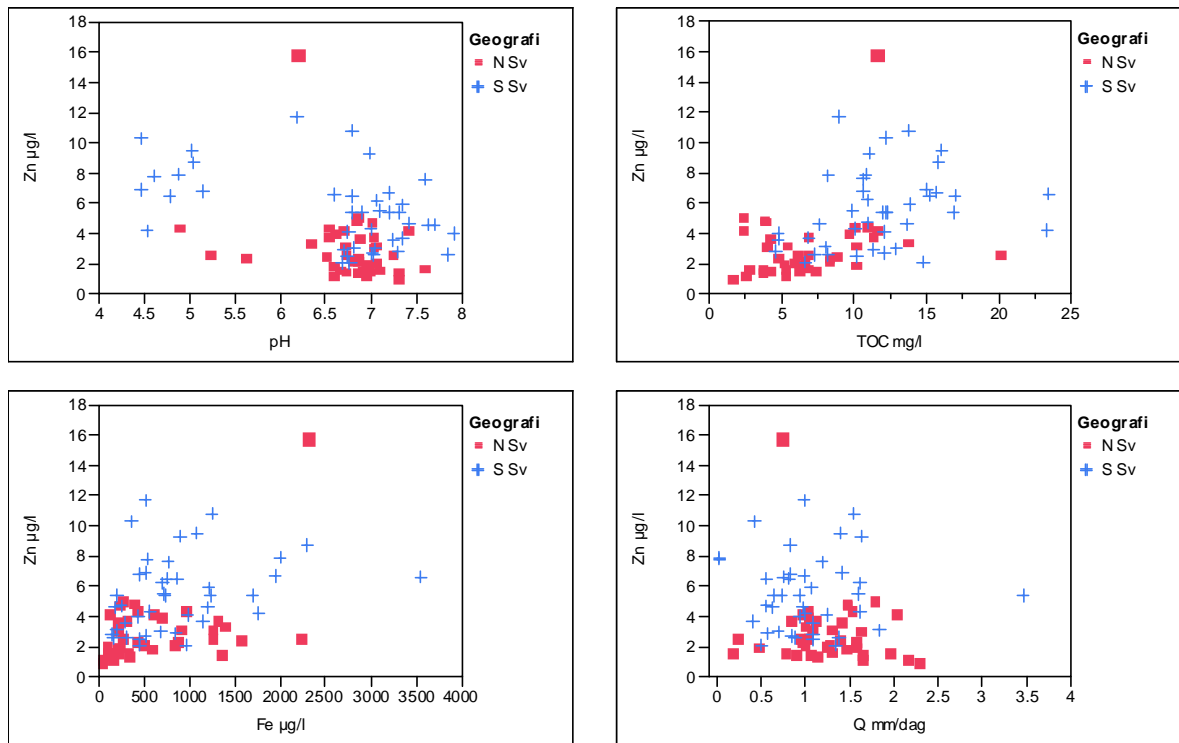 Zn µg/l
18
16
14
12
10
8
6
4
2
0
4 4.5 5 5.5 6 6.5 7 7.5 8
pH
Geografi
N Sv
S Sv
Zn µg/l
18
16
14
12
10
8
6
4
2
0
0 5 10 15 20 25
TOC mg/l
Geografi
N Sv
S Sv
Zn µg/l
18
16
14
12
10
8
6
4
2
0
0 500 1000 1500 2000 2500 3000 3500 4000
Fe µg/l
Geografi
N Sv
S Sv
Zn µg/l
18
16
14
12
10
8
6
4
2
0
0 0.5 1 1.5 2 2.5 3 3.5 4
Q mm/dag
Geografi
N Sv
S Sv